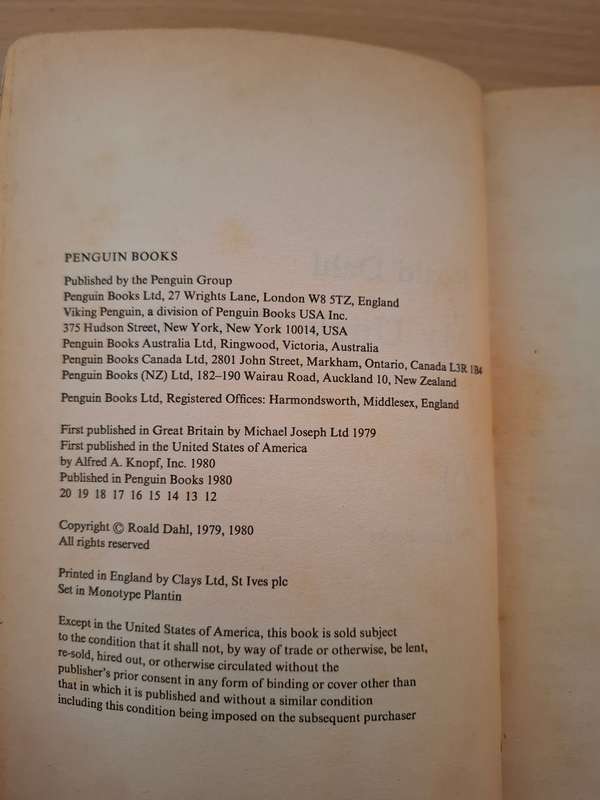 PENGUIN BOOKS
Published by the Penguin Group
Penguin Books Ltd, 27 Wrights Lane, London W8 5TZ, England
Viking Penguin, a division of Penguin Books USA Inc.
375 Hudson Street, New York, New York 10014, USA
Penguin Books Australia Ltd, Ringwood, Victoria, Australia
Penguin Books Canada Ltd, 2801 John Street, Markham, Ontario, Canada L3R 1B4
Penguin Books (NZ) Ltd, 182–190 Wairau Road, Auckland 10, New Zealand
Penguin Books Ltd, Registered Offices: Harmondsworth, Middlesex, England
First published in Great Britain by Michael Joseph Ltd 1979
First published in the United States of America
by Alfred A. Knopf, Inc. 1980
Published in Penguin Books 1980
20 19 18 17 16 15 14 13 12
Copyright © Roald Dahl, 1979, 1980
All rights reserved
Printed in England by Clays Ltd, St Ives plc
Set in Monotype Plantin
Except in the United States of America, this book is sold subject
to the condition that it shall not, by way of trade or otherwise, be lent,
re-sold, hired out, or otherwise circulated without the
publisher's prior consent in any form of binding or cover other than
that in which it is published and without a similar condition
including this condition being imposed on the subsequent purchaser